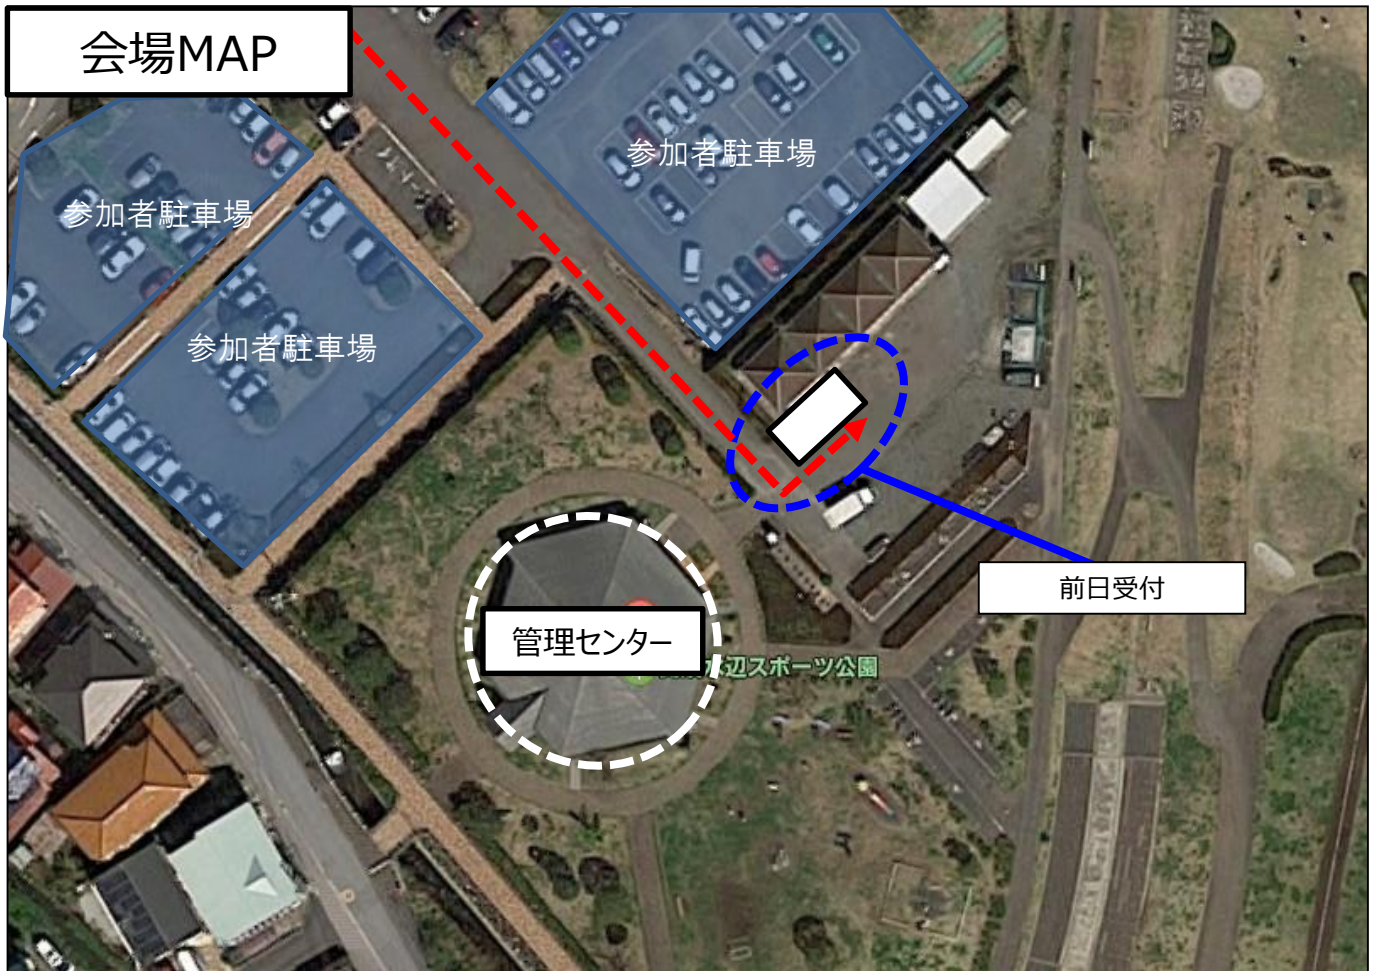 会場MAP
参加者駐車場
参加者駐車場
参加者駐車場
前日受付
管理センター
辺スポーツ公園